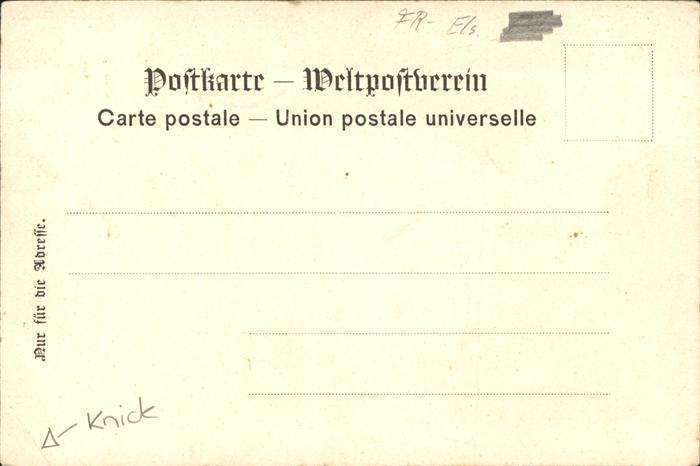 FR- Els.
Postkarte — Weltpostverein
Carte postale — Union postale universelle
Nur für die Adresse.
Knick